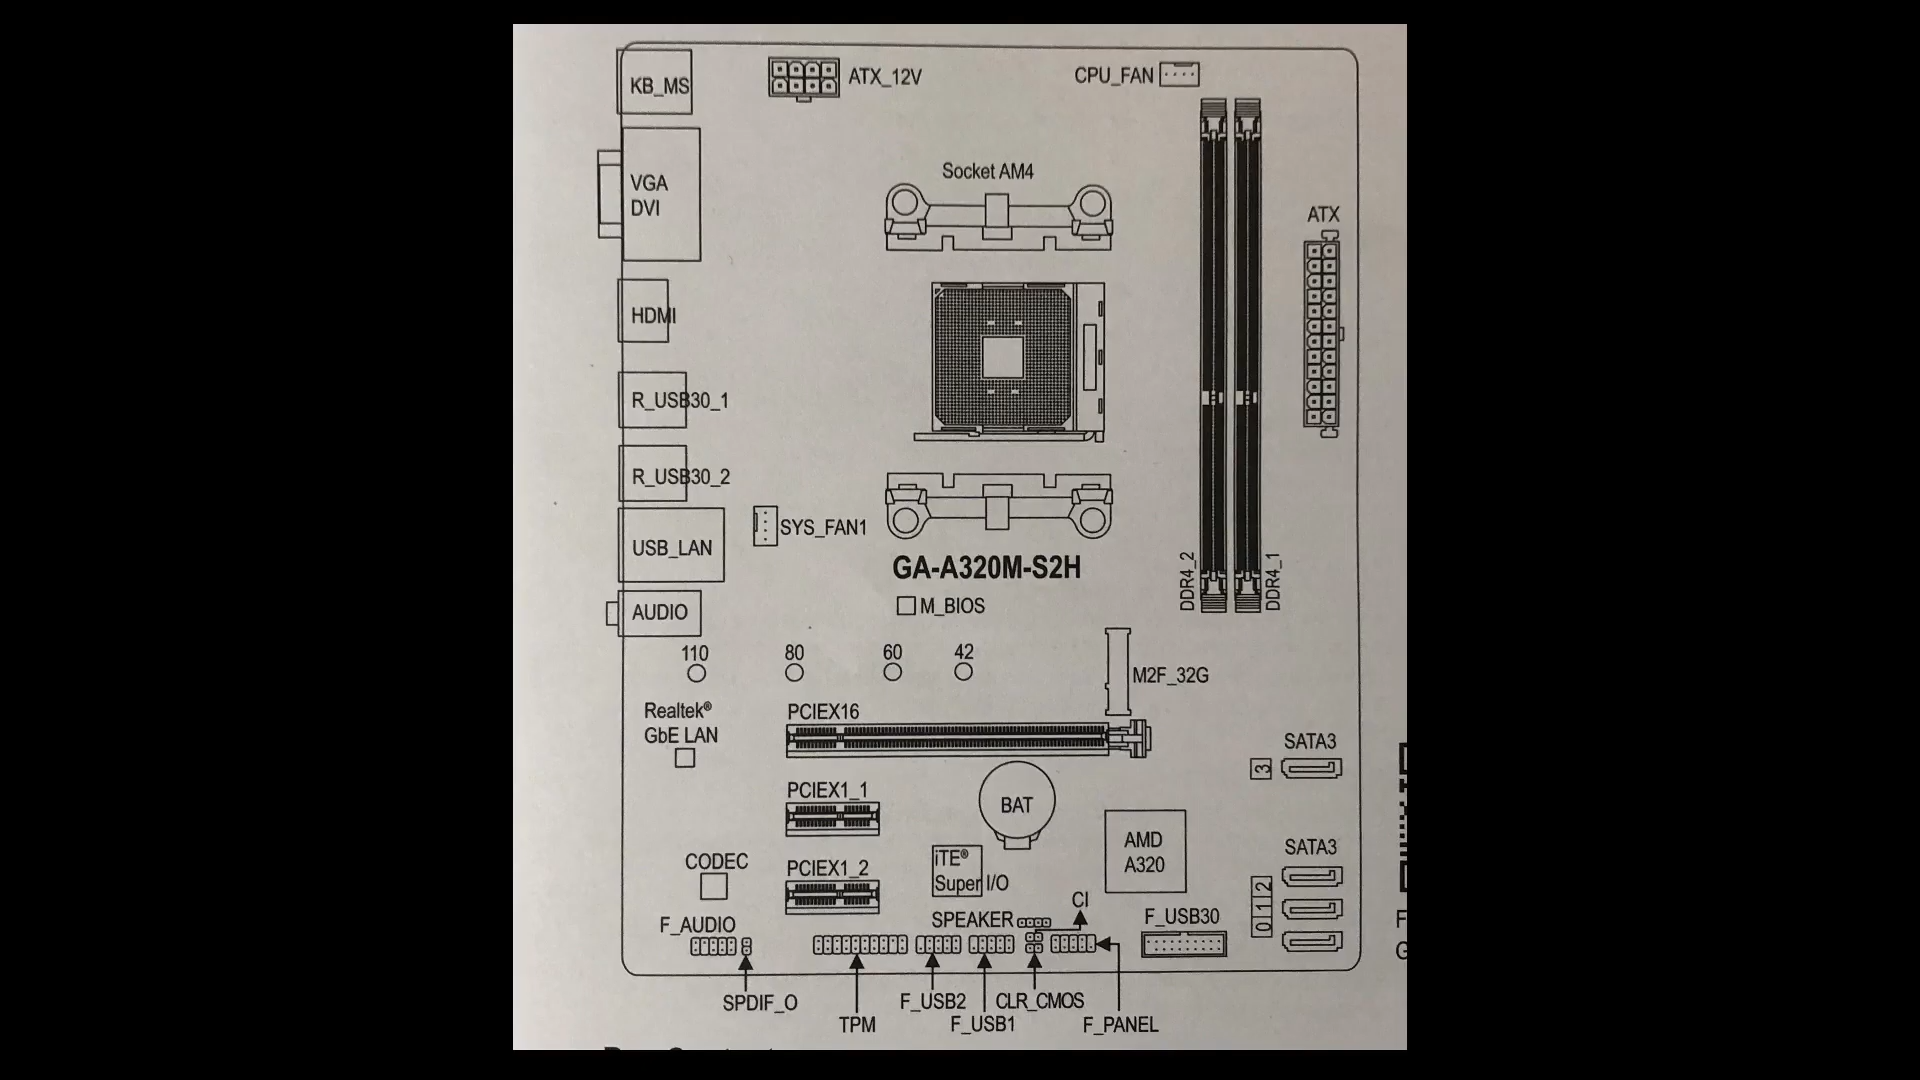 KB_MS
ATX_12V
CPU_FAN
VGA
DVI
Socket AM4
ATX
HDMI
R_USB30_1
R_USB30_2
SYS_FAN1
USB_LAN
GA-A320M-S2H
DDR4_2
DDR4_1
M_BIOS
AUDIO
110
80
60
42
M2F_32G
Realtek®
GbE LAN
PCIEX16
SATA3
3
PCIEX1_1
BAT
AMD
A320
SATA3
CODEC
PCIEX1_2
iTE®
Super I/O
CI
0 1 2
SPEAKER
F_USB30
F_AUDIO
SPDIF_O
F_USB2
CLR_CMOS
TPM
F_USB1
F_PANEL